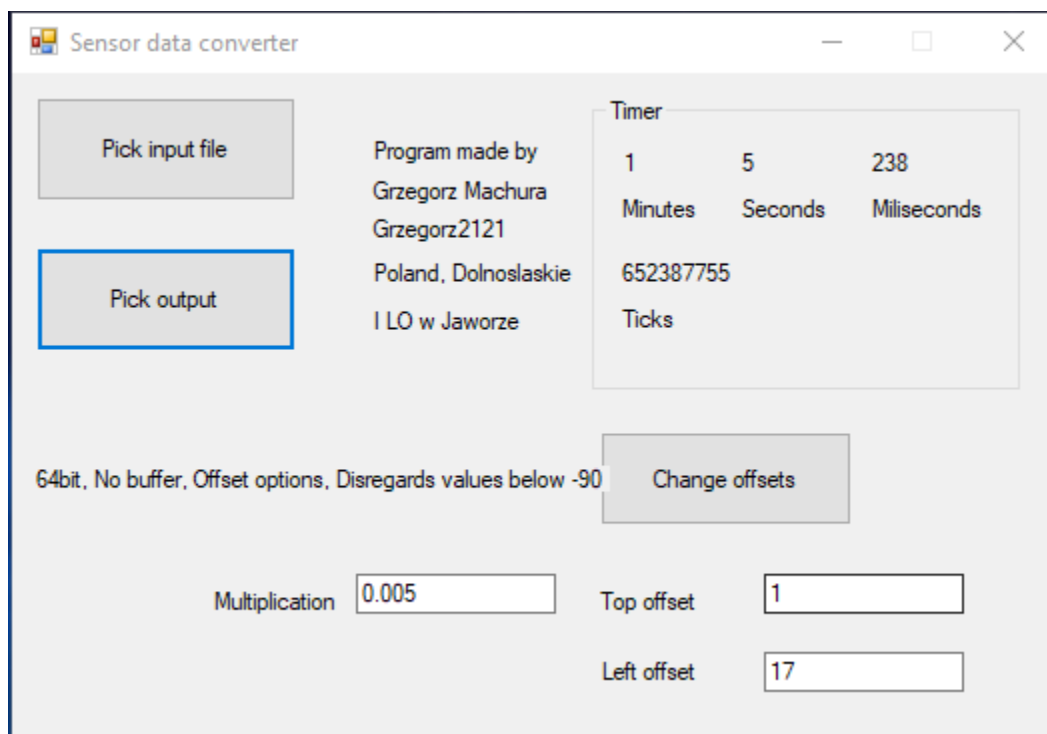 Sensor data converter
Pick input file
Pick output
Program made by
Grzegorz Machura
Grzegorz2121
Poland, Dolnoslaskie
I LO w Jaworze
Timer
1 5 238
Minutes Seconds Miliseconds
652387755
Ticks
64bit, No buffer, Offset options, Disregards values below -90
Change offsets
Multiplication 0.005
Top offset 1
Left offset 17